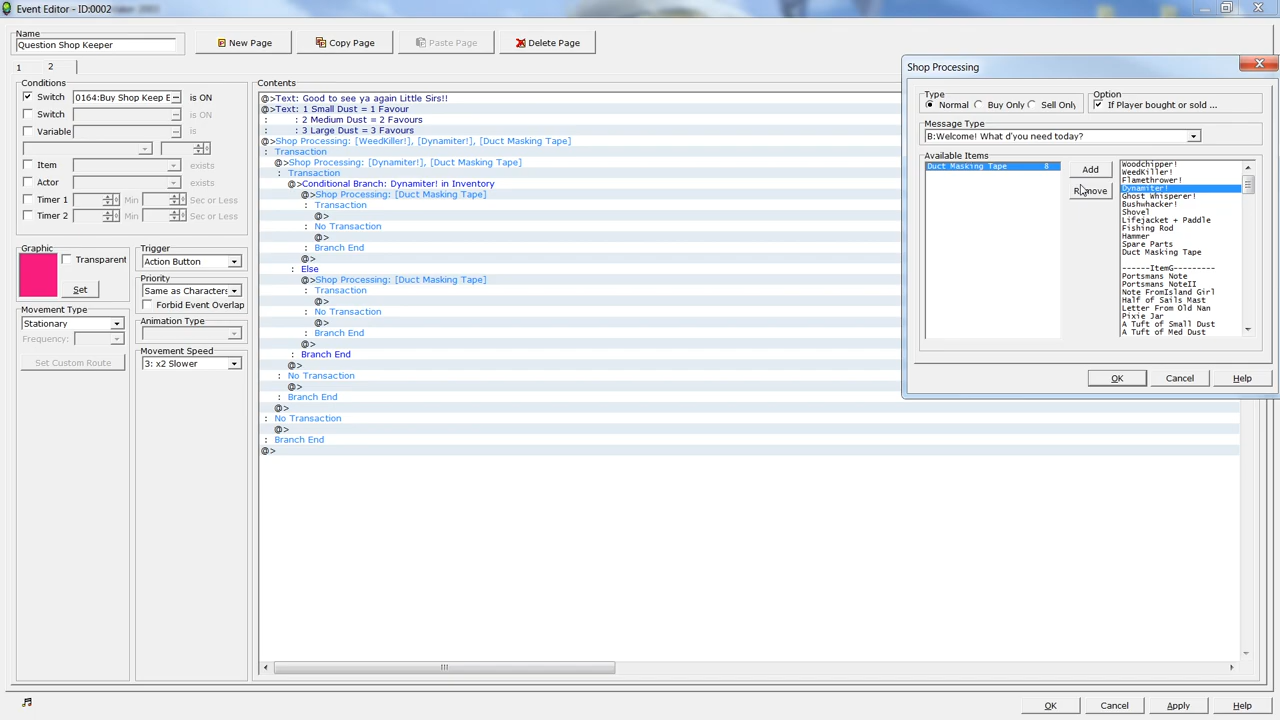 Event Editor - ID:0002
Name
Question Shop Keeper
New Page
Copy Page
Paste Page
Delete Page
1
2
Conditions
Switch
0164:Buy Shop Keep E
is ON
Switch
is ON
Variable
is
Item
exists
Actor
exists
Timer 1
Min
Sec or Less
Timer 2
Min
Sec or Less
Graphic
Transparent
Set
Trigger
Action Button
Priority
Same as Characters
Forbid Event Overlap
Movement Type
Stationary
Frequency:
Set Custom Route
Animation Type
Movement Speed
3: x2 Slower
Contents
@>Text: Good to see ya again Little Sirs!!
@>Text: 1 Small Dust = 1 Favour
: : 2 Medium Dust = 2 Favours
: : 3 Large Dust = 3 Favours
@>Shop Processing: [WeedKiller!], [Dynamiter!], [Duct Masking Tape]
: Transaction
@>Shop Processing: [Dynamiter!], [Duct Masking Tape]
: Transaction
@>Conditional Branch: Dynamiter! in Inventory
@>Shop Processing: [Duct Masking Tape]
: Transaction
@>
: No Transaction
@>
: Branch End
@>
: Else
@>Shop Processing: [Duct Masking Tape]
: Transaction
@>
: No Transaction
@>
: Branch End
@>
: Branch End
@>
: No Transaction
@>
: Branch End
@>
: No Transaction
@>
: Branch End
@>
OK
Cancel
Apply
Help
Shop Processing
Type
Normal
Buy Only
Sell Only
Option
If Player bought or sold ...
Message Type
B:Welcome! What d'you need today?
Available Items
Duct Masking Tape 8
Add
Remove
Woodchipper!
WeedKiller!
Flamethrower!
Dynamiter!
Ghost Whisperer!
Bushwhacker!
Shovel
Lifejacket + Paddle
Fishing Rod
Hammer
Spare Parts
Duct Masking Tape
------ItemG---------
Portsmans Note
Portsmans NoteII
Note FromIsland Girl
Half of Sails Mast
Letter From Old Nan
Pixie Jar
A Tuft of Small Dust
A Tuft of Med Dust
OK
Cancel
Help